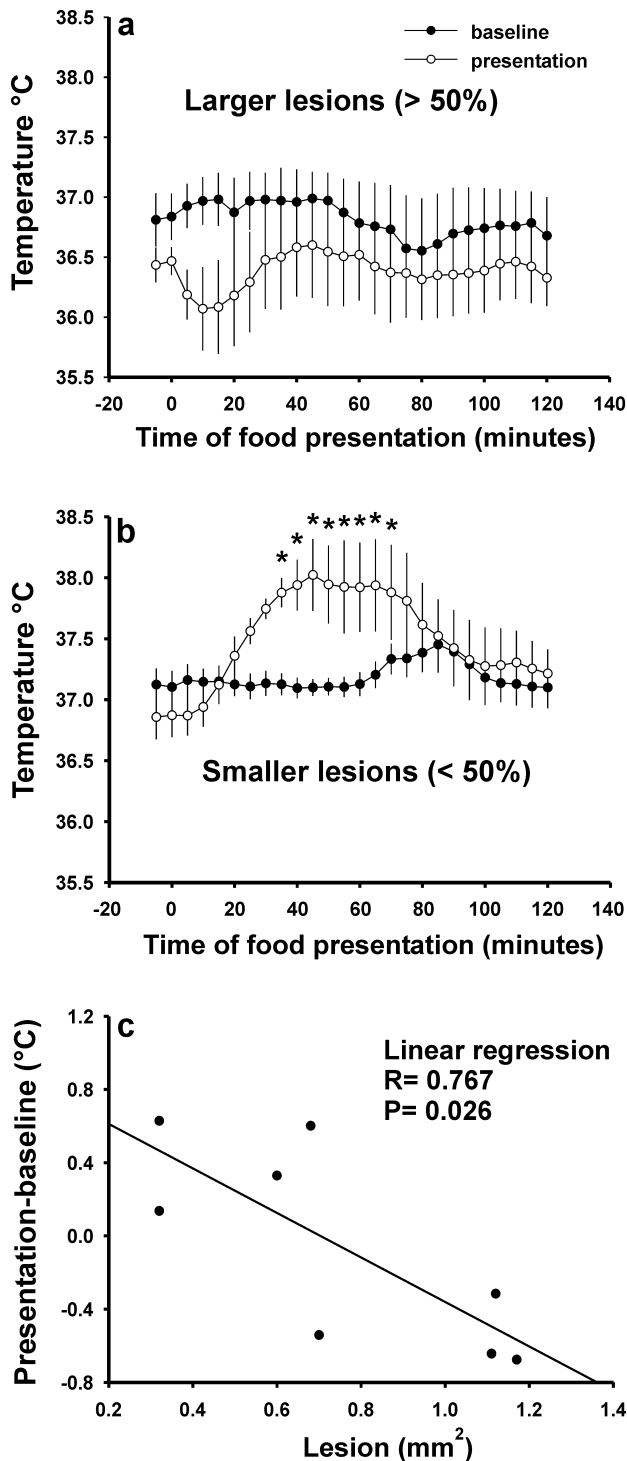 a
baseline
presentation
Larger lesions (> 50%)
Temperature °C
38.5
38.0
37.5
37.0
36.5
36.0
35.5
-20 0 20 40 60 80 100 120 140
Time of food presentation (minutes)
b
* * * * * * * *
Smaller lesions (< 50%)
Temperature °C
38.5
38.0
37.5
37.0
36.5
36.0
35.5
-20 0 20 40 60 80 100 120 140
Time of food presentation (minutes)
c
Linear regression
R= 0.767
P= 0.026
Presentation-baseline (°C)
1.2
0.8
0.4
0.0
-0.4
-0.8
0.2 0.4 0.6 0.8 1.0 1.2 1.4
Lesion (mm²)